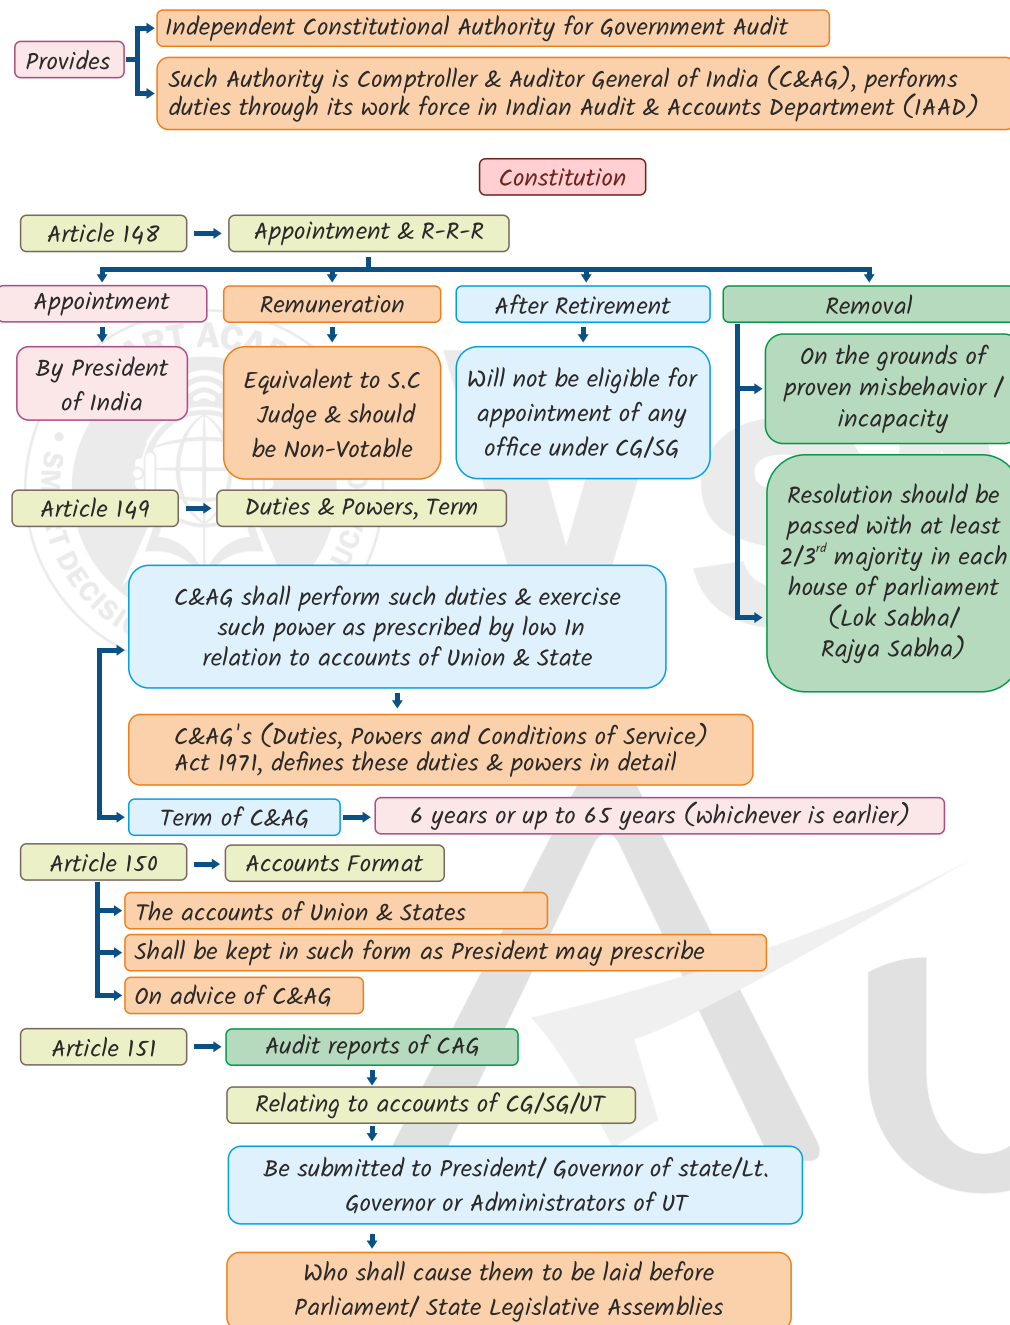 Provides
Independent Constitutional Authority for Government Audit
Such Authority is Comptroller & Auditor General of India (C&AG), performs
duties through its work force in Indian Audit & Accounts Department (IAAD)
Constitution
Article 148
Appointment & R-R-R
Appointment
By President
of India
Remuneration
Equivalent to S.C
Judge & should
be Non-Votable
After Retirement
Will not be eligible for
appointment of any
office under CG/SG
Removal
On the grounds of
proven misbehavior /
incapacity
Resolution should be
passed with at least
2/3rd majority in each
house of parliament
(Lok Sabha/
Rajya Sabha)
Article 149
Duties & Powers, Term
C&AG shall perform such duties & exercise
such power as prescribed by low In
relation to accounts of Union & State
C&AG's (Duties, Powers and Conditions of Service)
Act 1971, defines these duties & powers in detail
Term of C&AG
6 years or up to 65 years (whichever is earlier)
Article 150
Accounts Format
The accounts of Union & States
Shall be kept in such form as President may prescribe
On advice of C&AG
Article 151
Audit reports of CAG
Relating to accounts of CG/SG/UT
Be submitted to President/ Governor of state/Lt.
Governor or Administrators of UT
Who shall cause them to be laid before
Parliament/ State Legislative Assemblies